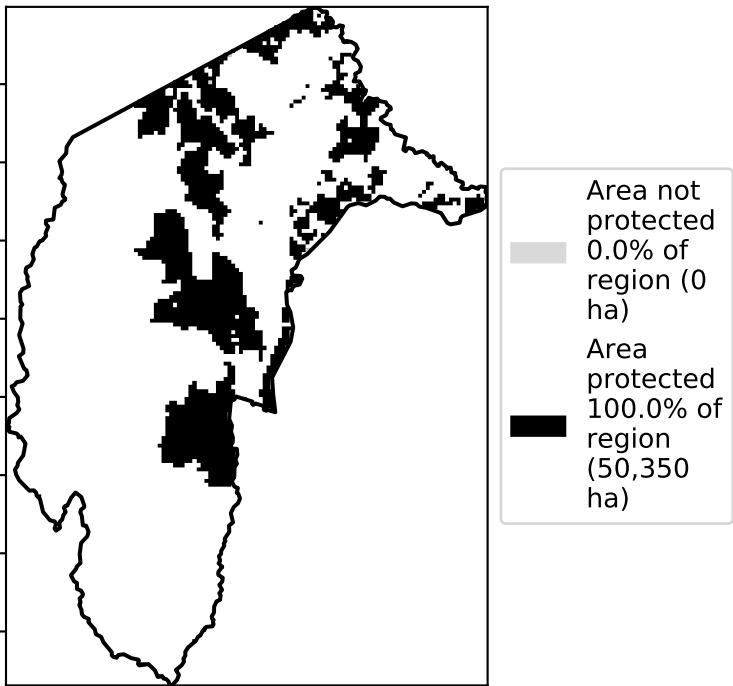 Area not
protected
0.0% of
region (0
ha)
Area
protected
100.0% of
region
(50,350
ha)